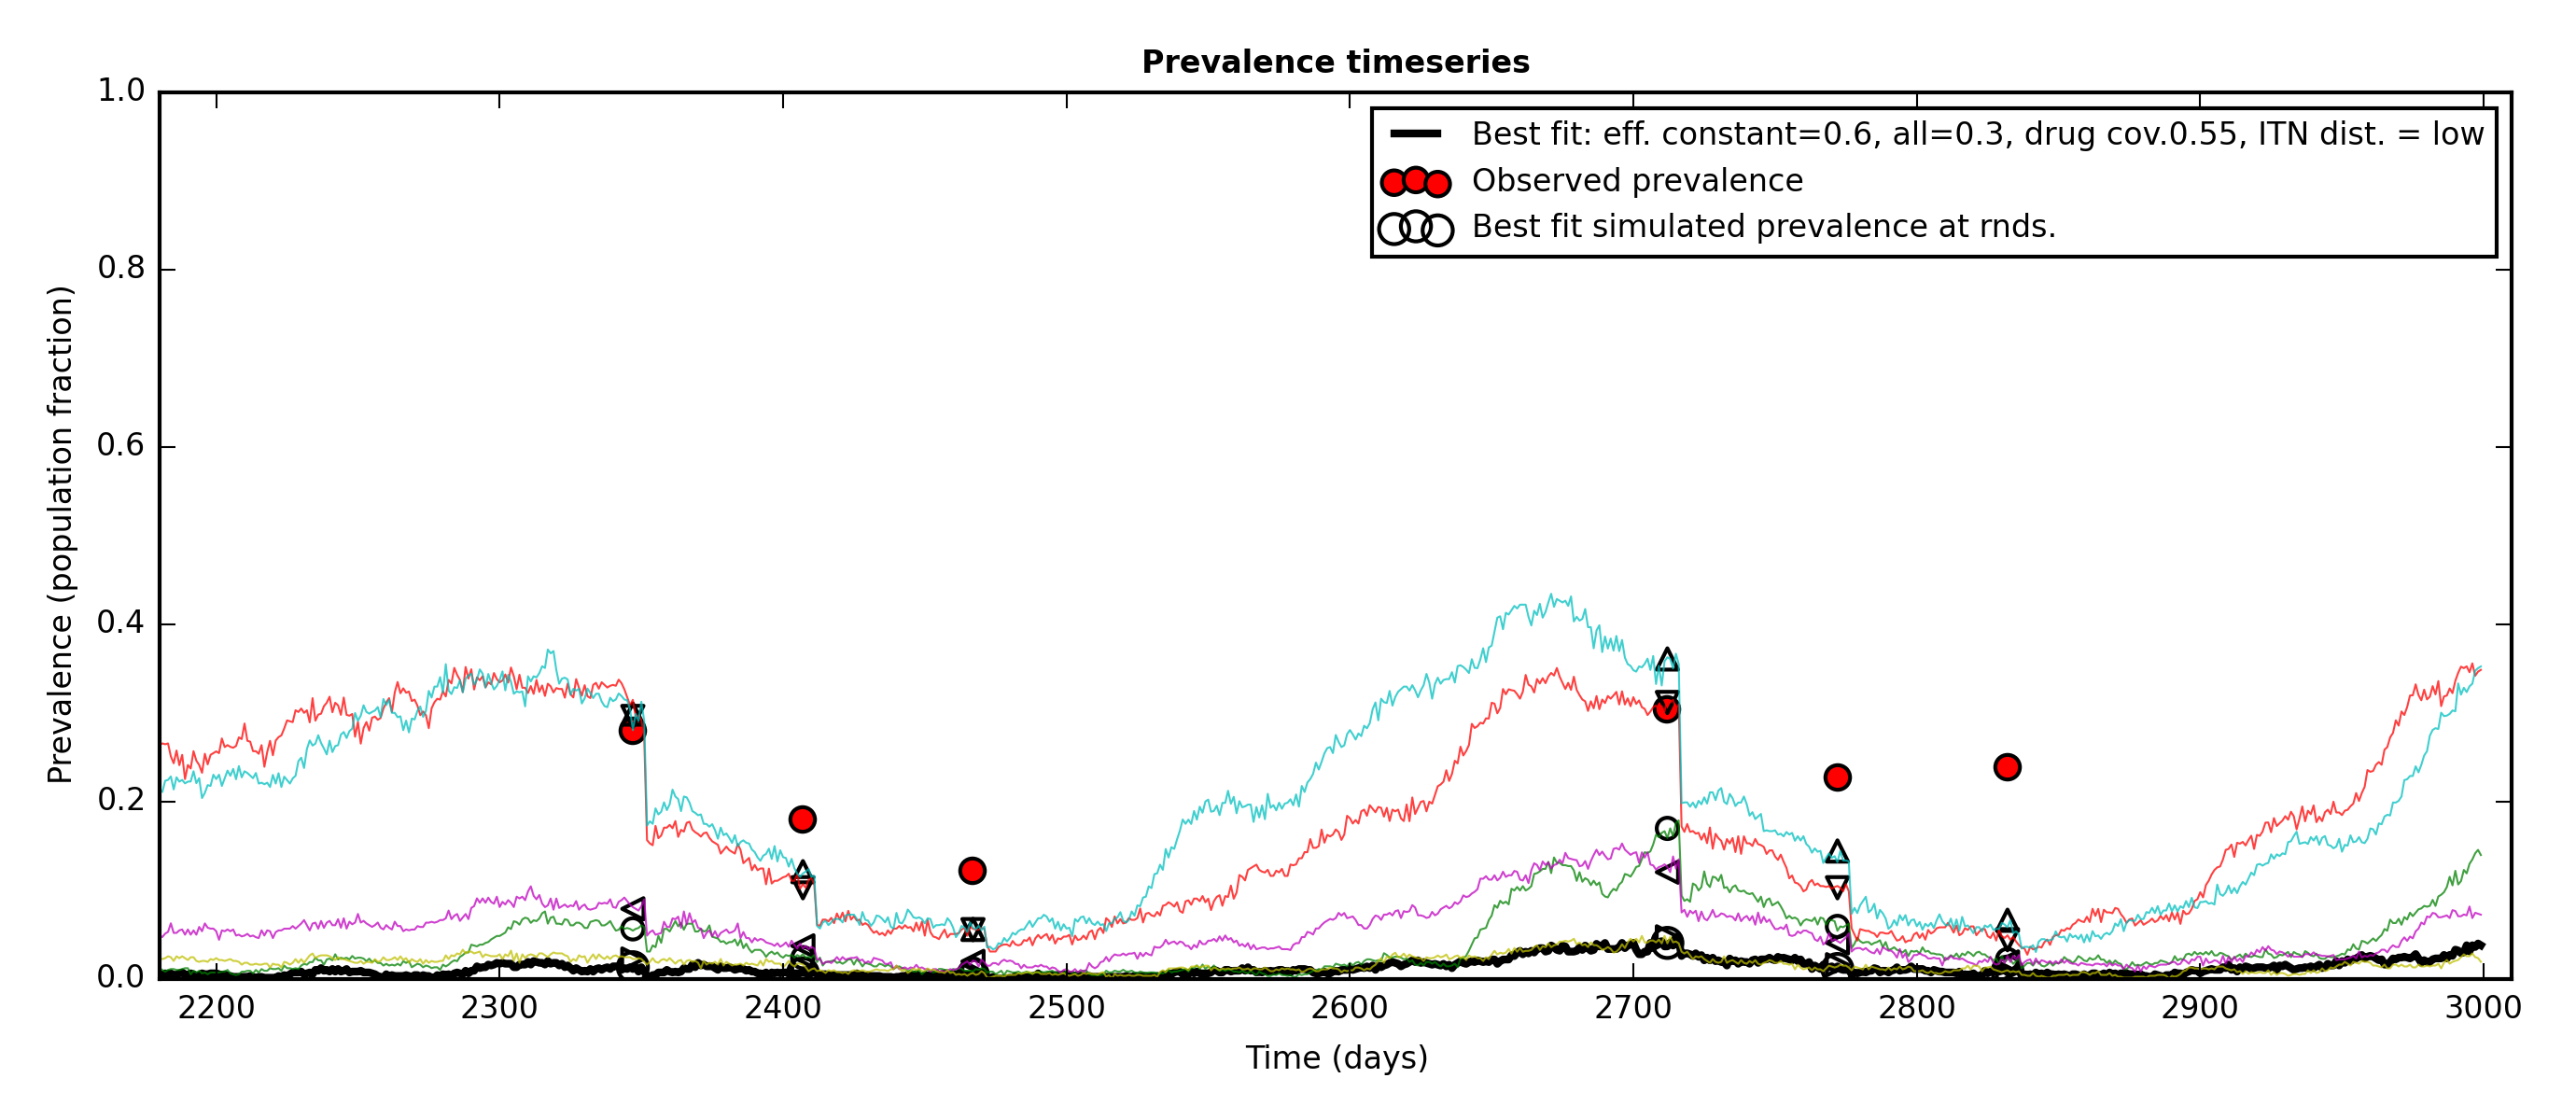 Prevalence timeseries
1.0
0.8
0.6
0.4
0.2
0.0
Prevalence (population fraction)
Best fit: eff. constant=0.6, all=0.3, drug cov.0.55, ITN dist. = low
Observed prevalence
Best fit simulated prevalence at rnds.
2200 2300 2400 2500 2600 2700 2800 2900 3000
Time (days)